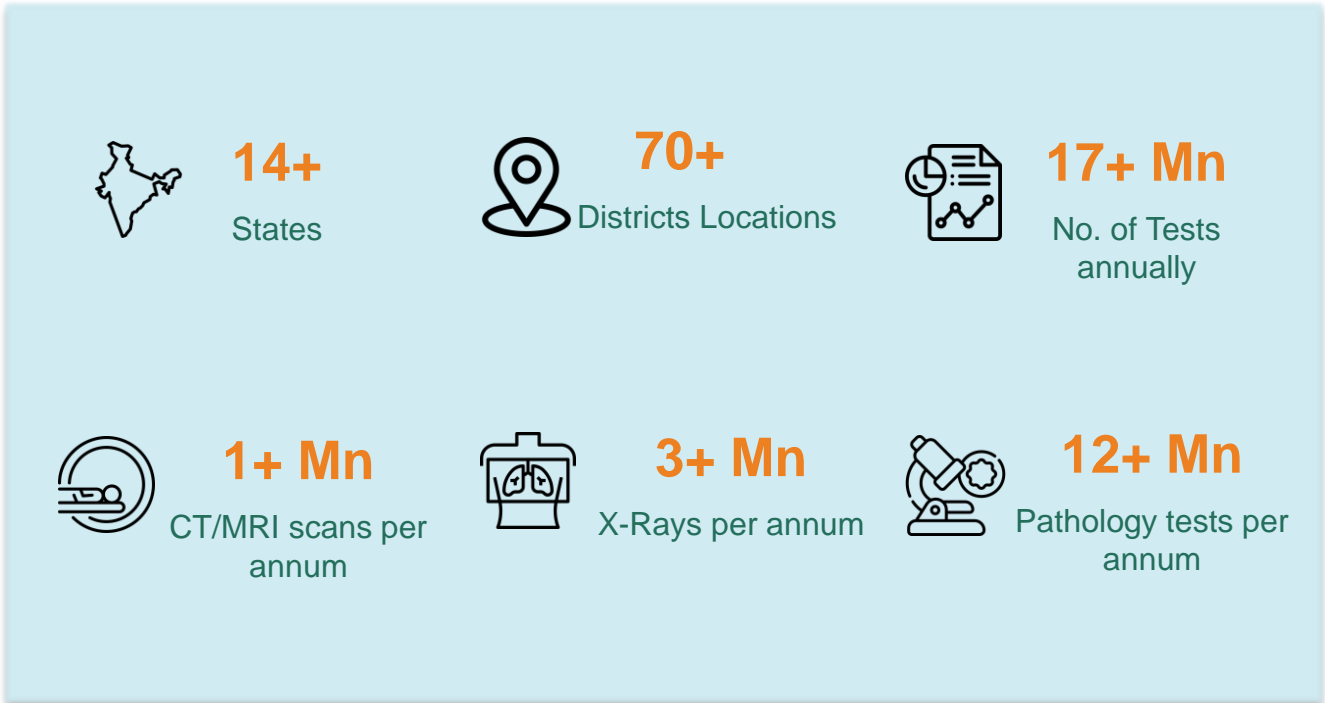 14+
States
70+
Districts Locations
17+ Mn
No. of Tests
annually
1+ Mn
CT/MRI scans per
annum
3+ Mn
X-Rays per annum
12+ Mn
Pathology tests per
annum